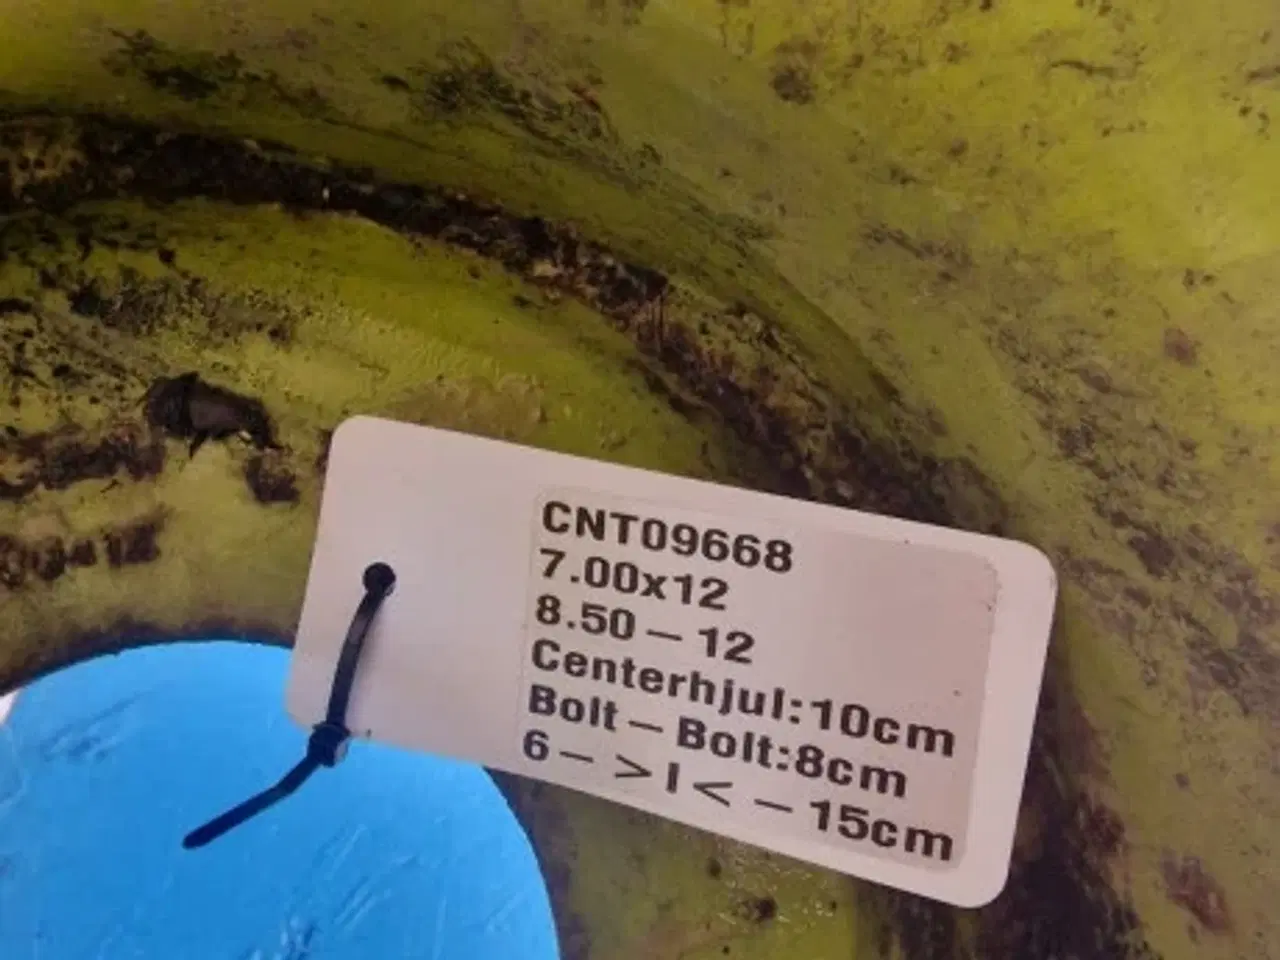 CNT09668
7.00x12
8.50-12
Centerhjul:10cm
Bolt-Bolt:8cm
6-> I <-15cm